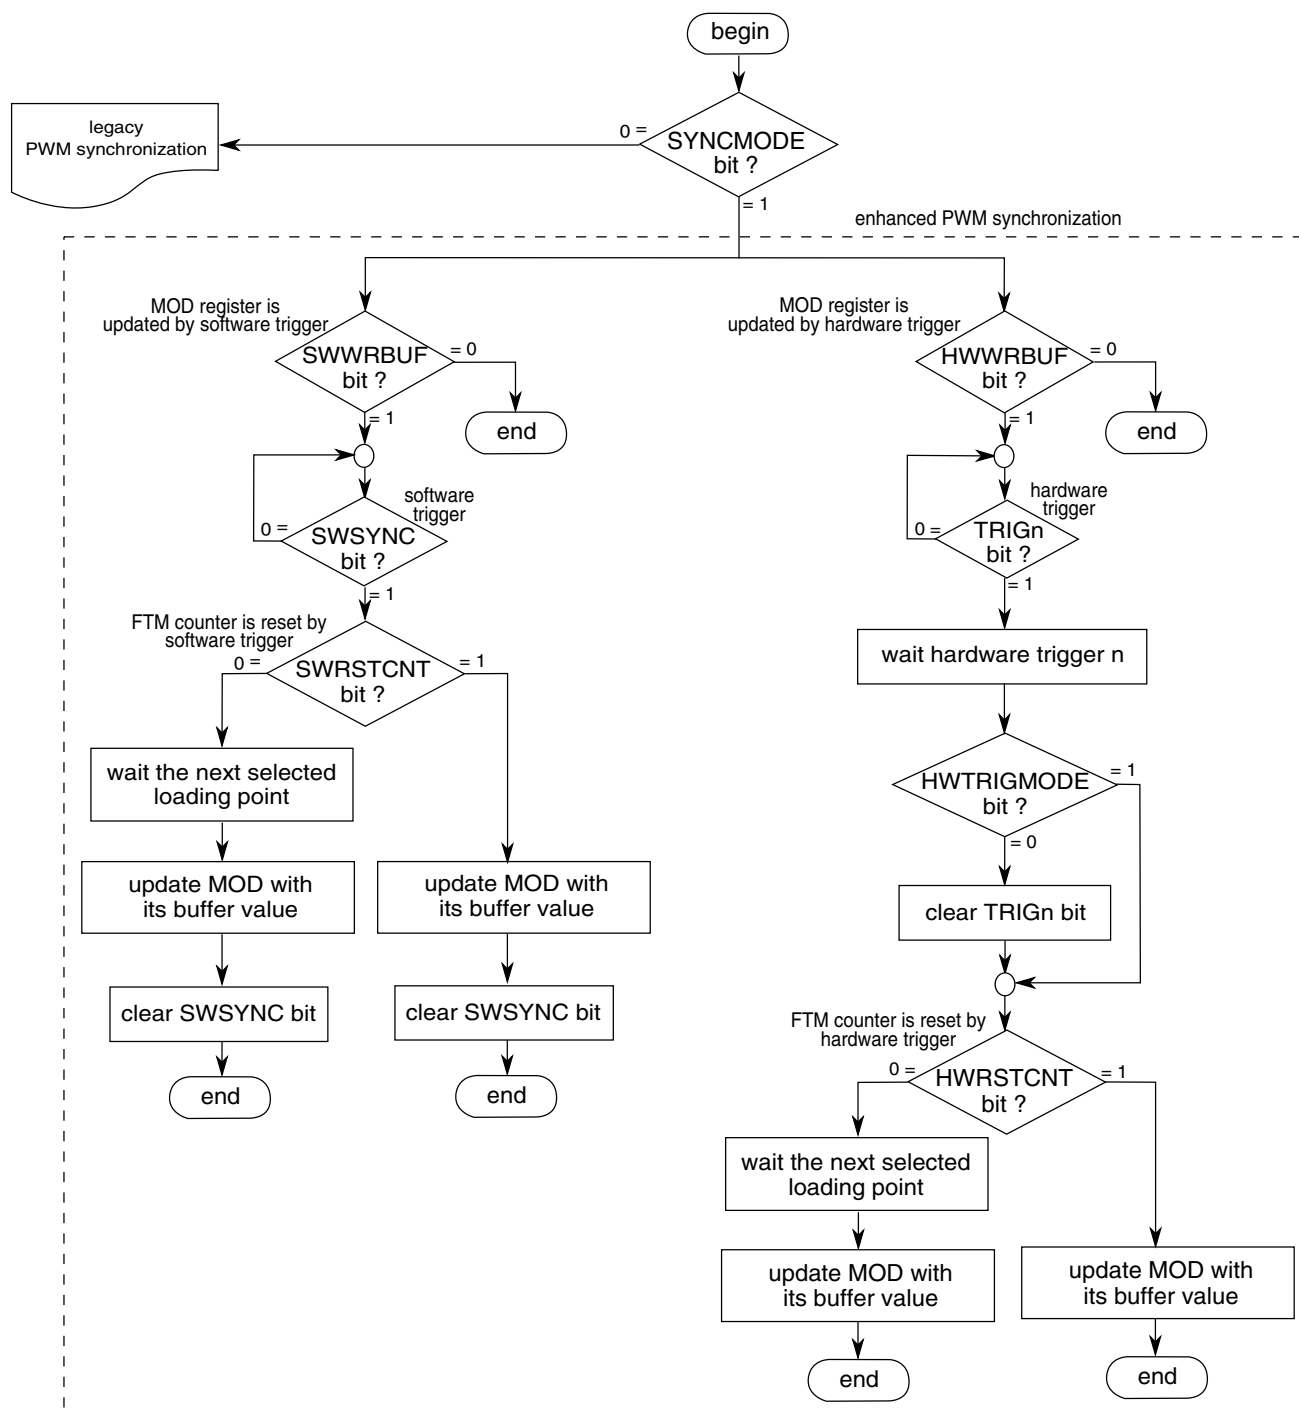 begin
SYNCMODE
bit ?
0 =
= 1
legacy
PWM synchronization
enhanced PWM synchronization
MOD register is
updated by software trigger
SWWRBUF
bit ?
= 0
= 1
end
software
trigger
0 =
SWSYNC
bit ?
= 1
FTM counter is reset by
software trigger
0 =
SWRSTCNT
bit ?
= 1
wait the next selected
loading point
update MOD with
its buffer value
clear SWSYNC bit
end
update MOD with
its buffer value
clear SWSYNC bit
end
MOD register is
updated by hardware trigger
HWWRBUF
bit ?
= 0
= 1
end
hardware
trigger
0 =
TRIGn
bit ?
= 1
wait hardware trigger n
HWTRIGMODE
bit ?
= 1
= 0
clear TRIGn bit
FTM counter is reset by
hardware trigger
0 =
HWRSTCNT
bit ?
= 1
wait the next selected
loading point
update MOD with
its buffer value
end
update MOD with
its buffer value
end